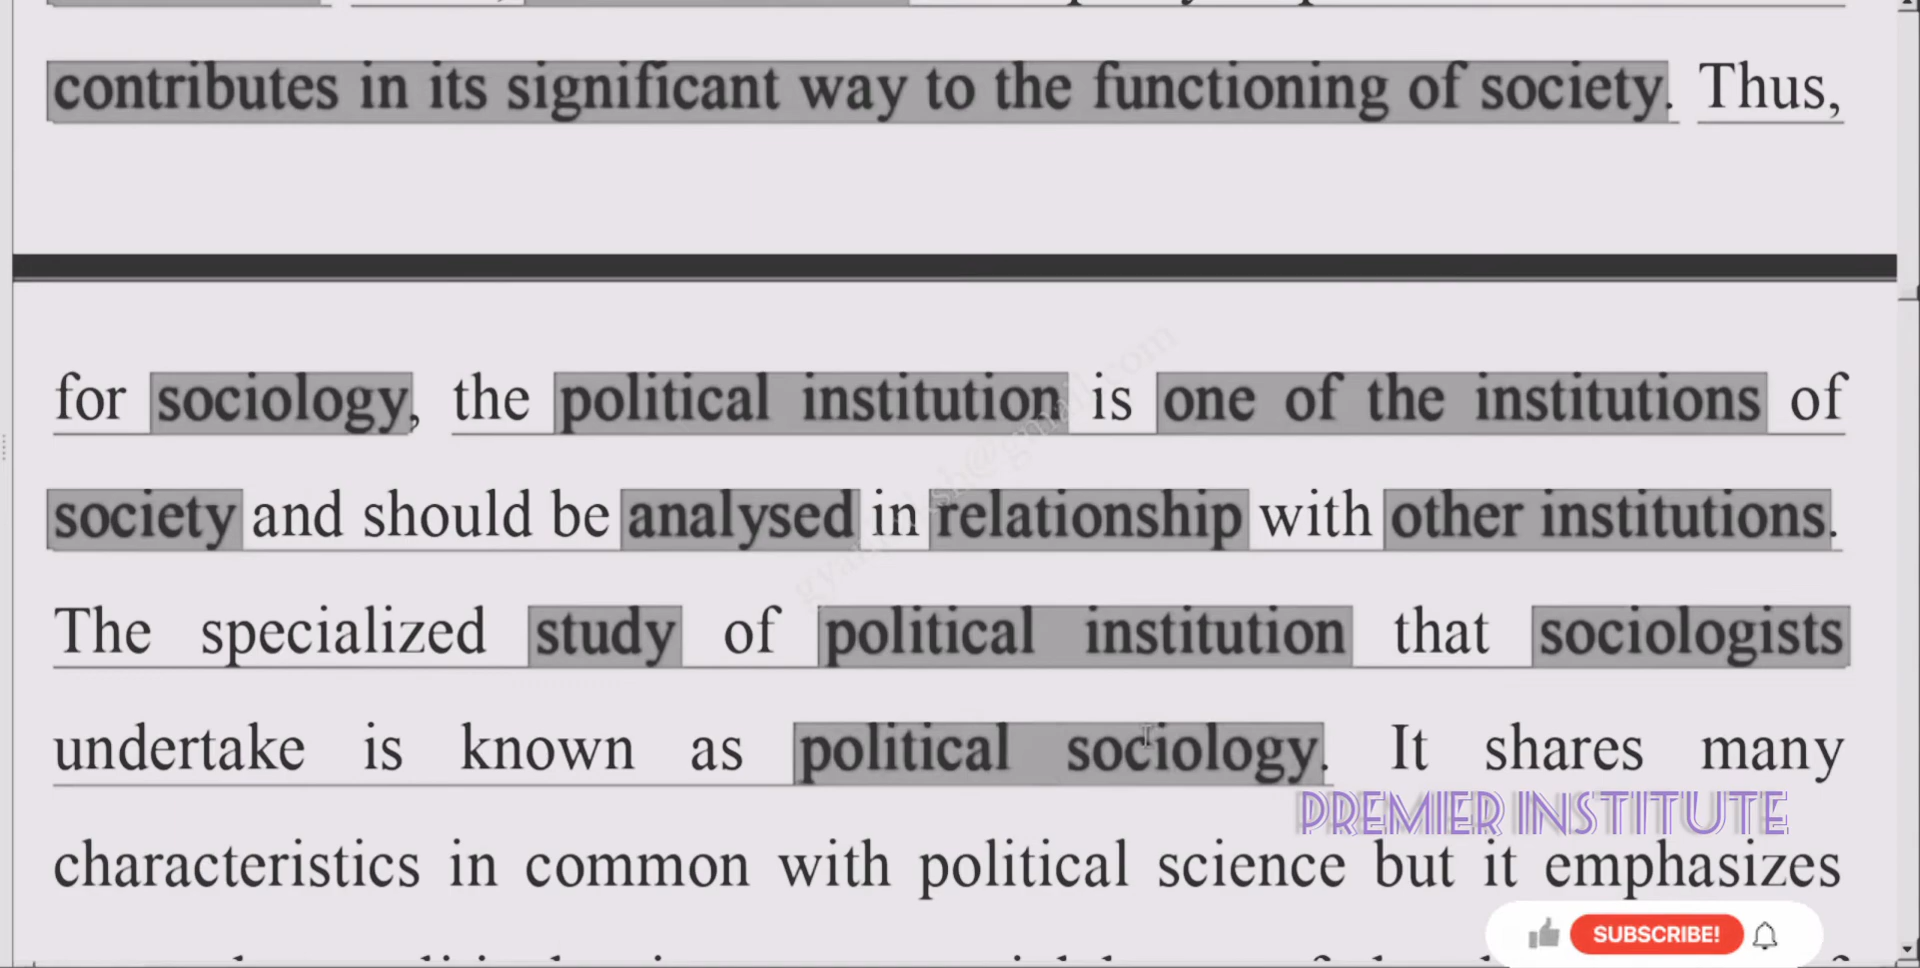 contributes in its significant way to the functioning of society. Thus,
for sociology, the political institution is one of the institutions of
society and should be analysed in relationship with other institutions.
The specialized study of political institution that sociologists
undertake is known as political sociology. It shares many
PREMIER INSTITUTE
characteristics in common with political science but it emphasizes
SUBSCRIBE!